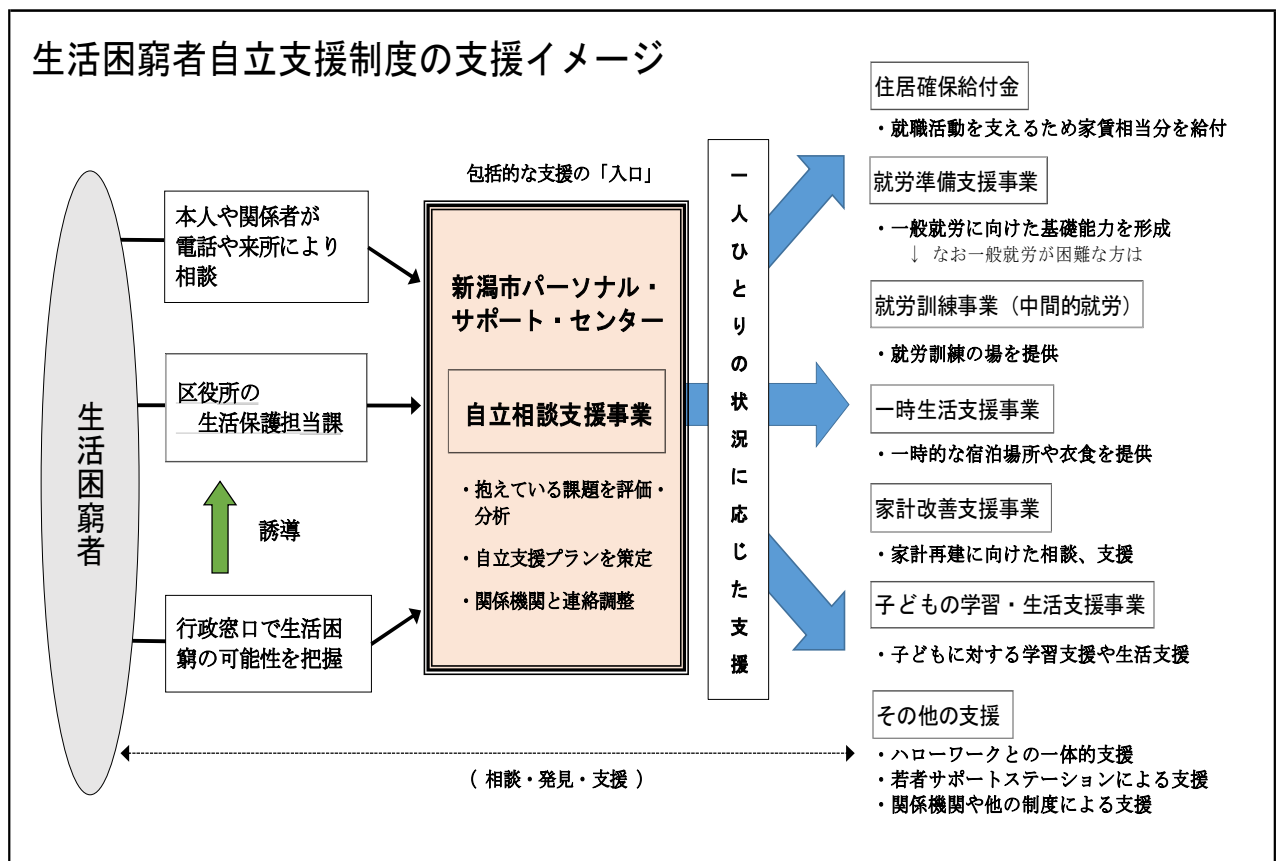 生活困窮者自立支援制度の支援イメージ
生活困窮者
本人や関係者が
電話や来所により
相談
区役所の
生活保護担当課
誘導
行政窓口で生活困
窮の可能性を把握
包括的な支援の「入口」
新潟市パーソナル・
サポート・センター
自立相談支援事業
・抱えている課題を評価・
分析
・自立支援プランを策定
・関係機関と連絡調整
一人ひとりの状況に応じた支援
住居確保給付金
・就職活動を支えるため家賃相当分を給付
就労準備支援事業
・一般就労に向けた基礎能力を形成
↓ なお一般就労が困難な方は
就労訓練事業(中間的就労)
・就労訓練の場を提供
一時生活支援事業
・一時的な宿泊場所や衣食を提供
家計改善支援事業
・家計再建に向けた相談、支援
子どもの学習・生活支援事業
・子どもに対する学習支援や生活支援
その他の支援
・ハローワークとの一体的支援
・若者サポートステーションによる支援
・関係機関や他の制度による支援
( 相談・発見・支援 )